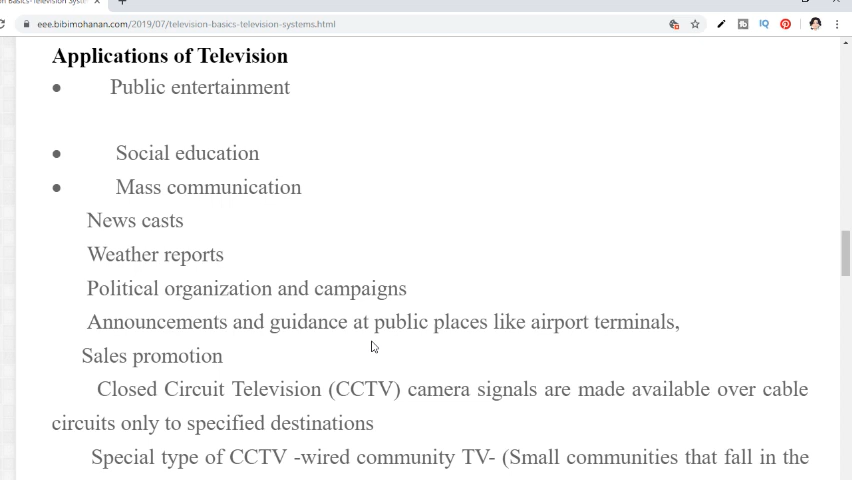 n Basics-Television Syste
eee.bibimohanan.com/2019/07/television-basics-television-systems.html
Applications of Television
• Public entertainment
• Social education
• Mass communication
News casts
Weather reports
Political organization and campaigns
Announcements and guidance at public places like airport terminals,
Sales promotion
Closed Circuit Television (CCTV) camera signals are made available over cable
circuits only to specified destinations
Special type of CCTV -wired community TV- (Small communities that fall in the